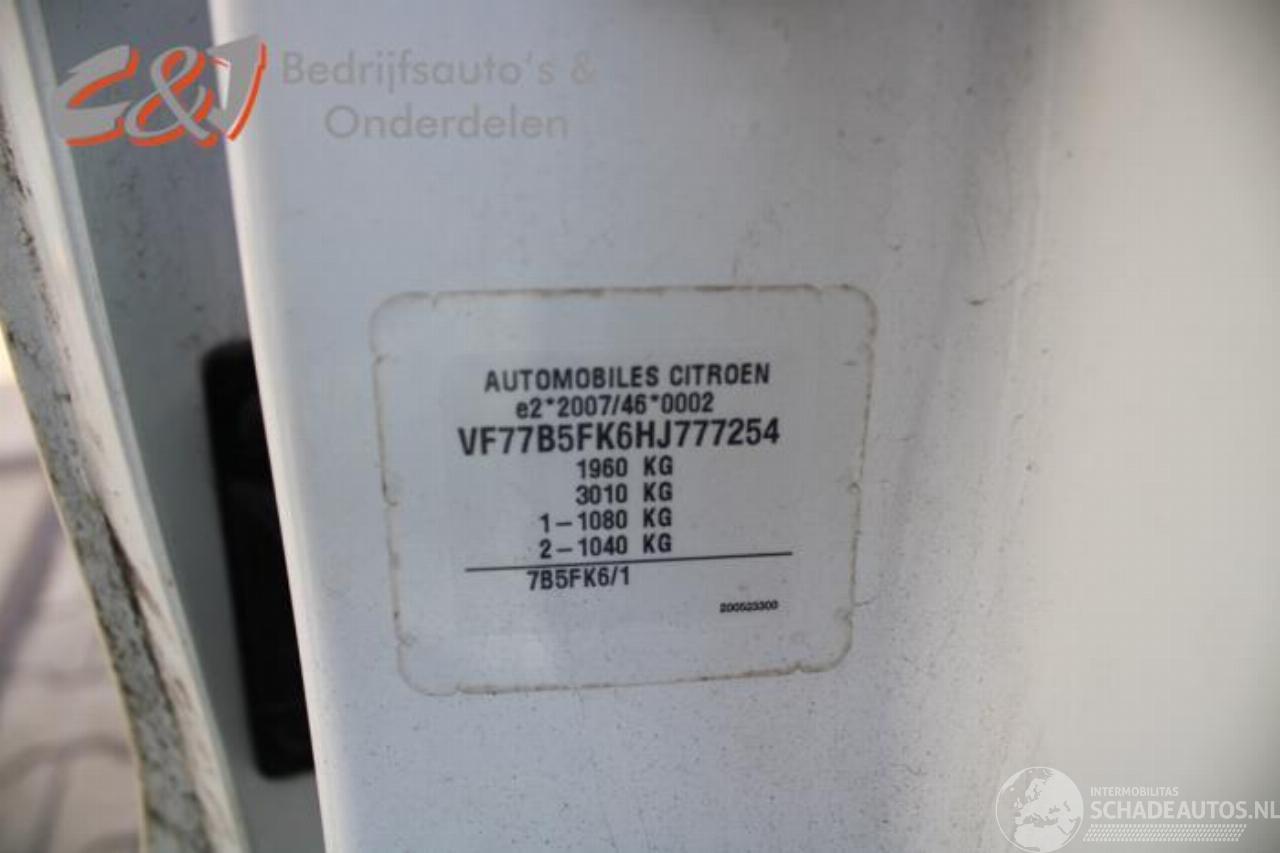 C&J Bedrijfsauto's &
Onderdelen
AUTOMOBILES CITROEN
e2*2007/46*0002
VF77B5FK6HJ777254
1960 KG
3010 KG
1-1080 KG
2-1040 KG
7B5FK6/1
200523300
INTERMOBILITAS
SCHADEAUTOS.NL